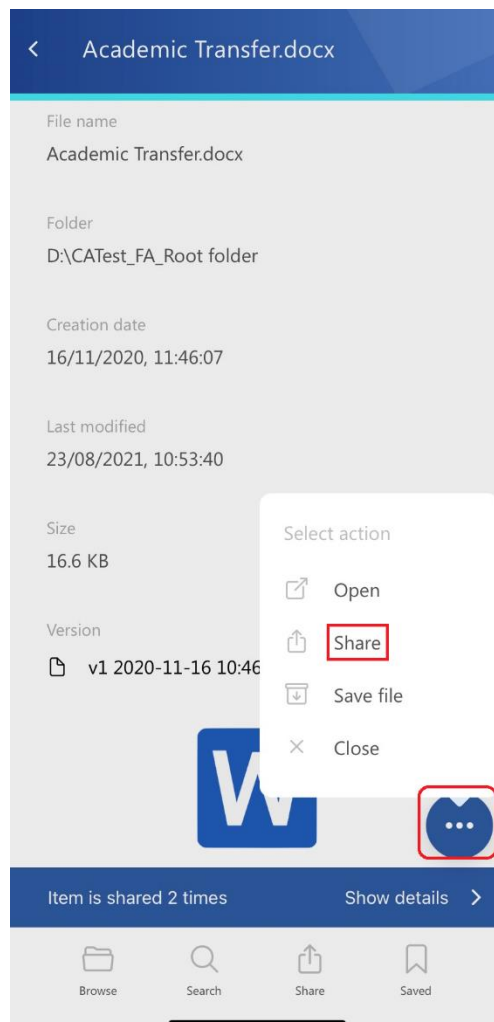 Academic Transfer.docx
File name
Academic Transfer.docx
Folder
D:\CATest_FA_Root folder
Creation date
16/11/2020, 11:46:07
Last modified
23/08/2021, 10:53:40
Size
16.6 KB
Version
v1 2020-11-16 10:46
Select action
Open
Share
Save file
Close
W
Item is shared 2 times Show details
Browse Search Share Saved